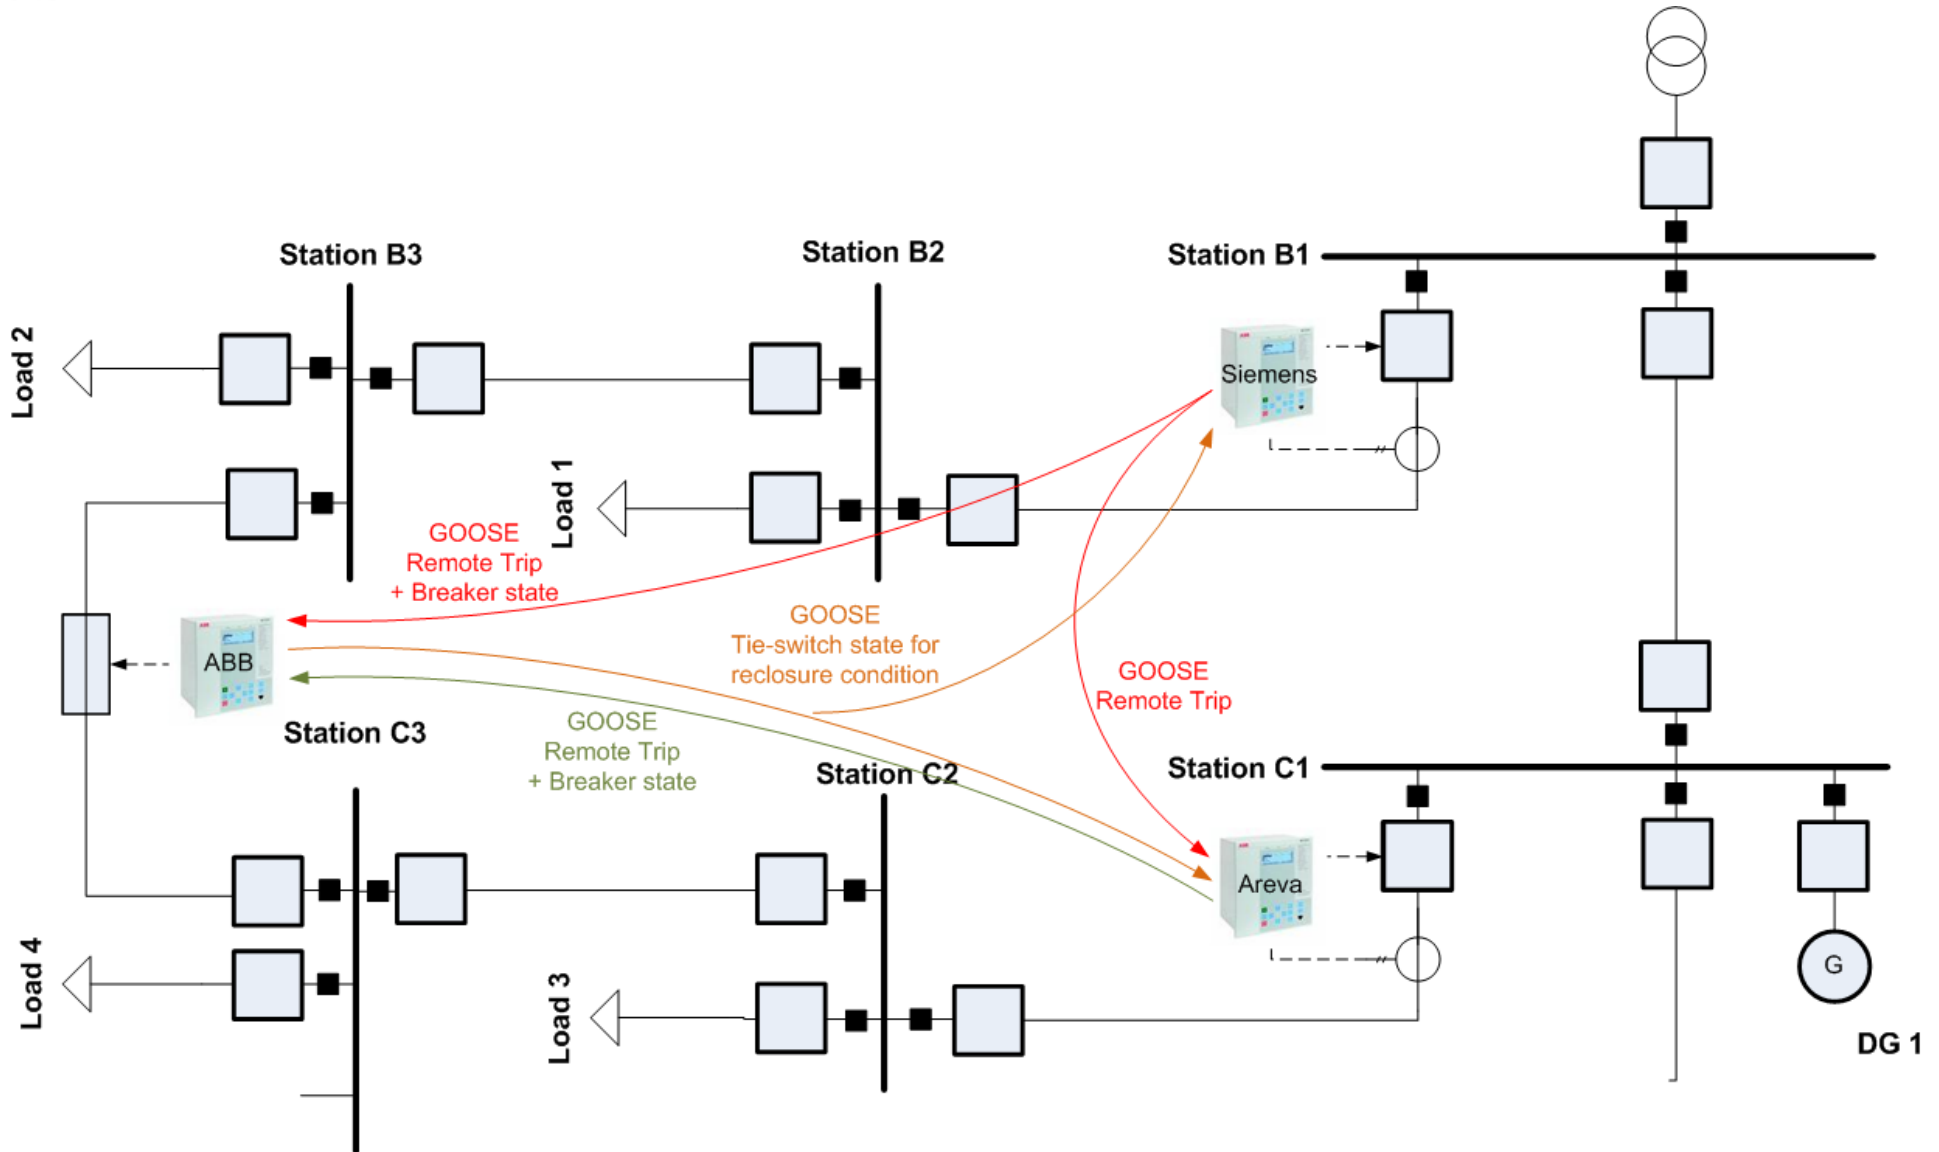 Station B3
Station B2
Station B1
Load 2
Siemens
Load 1
GOOSE
Remote Trip
+ Breaker state
GOOSE
Tie-switch state for
reclosure condition
ABB
GOOSE
Remote Trip
Station C3
GOOSE
Remote Trip
+ Breaker state
Station C2
Station C1
Areva
Load 4
Load 3
G
DG 1